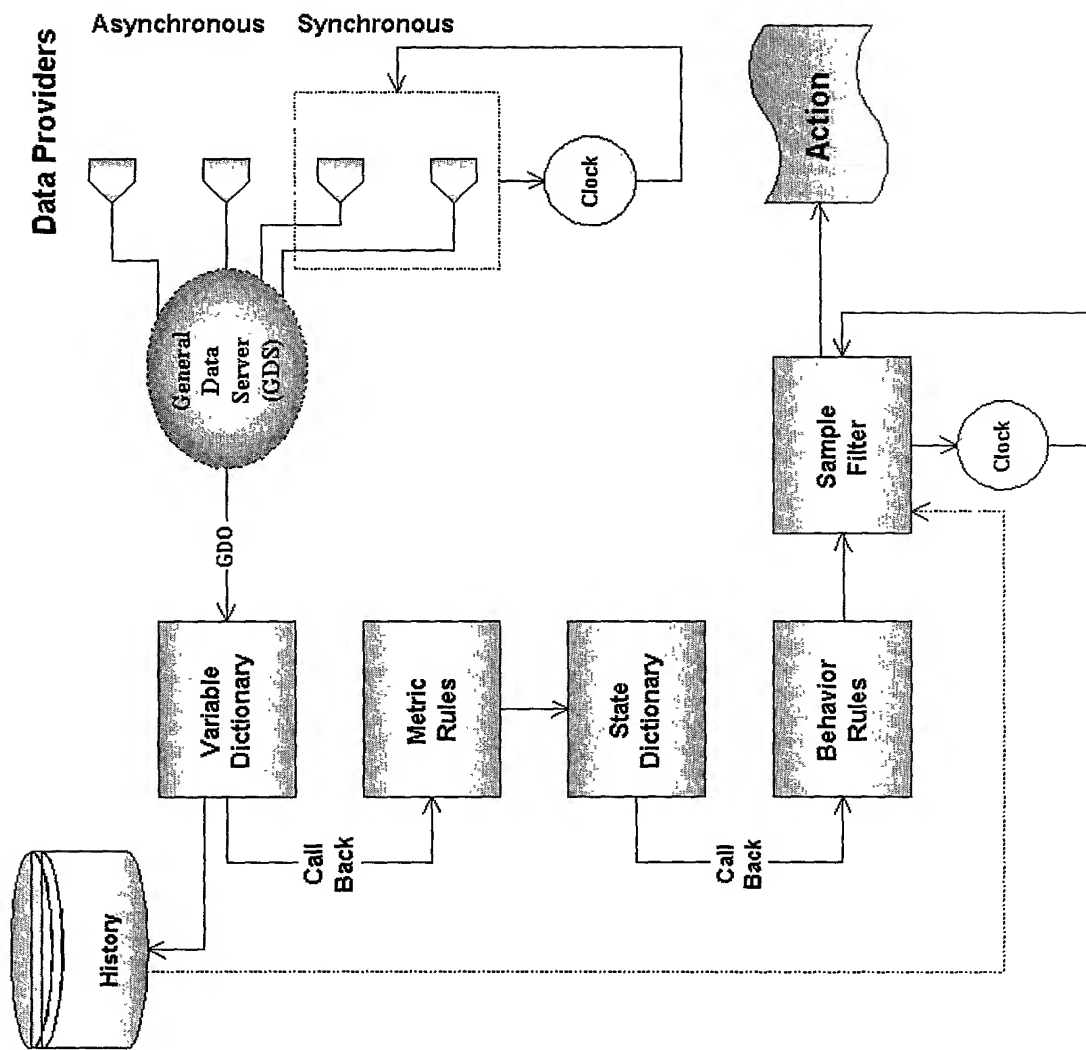 Data Providers
Asynchronous
Synchronous
General
Data
Server
(GDS)
Clock
GDO
History
Variable
Dictionary
Call
Back
Metric
Rules
State
Dictionary
Call
Back
Behavior
Rules
Sample
Filter
Clock
Action